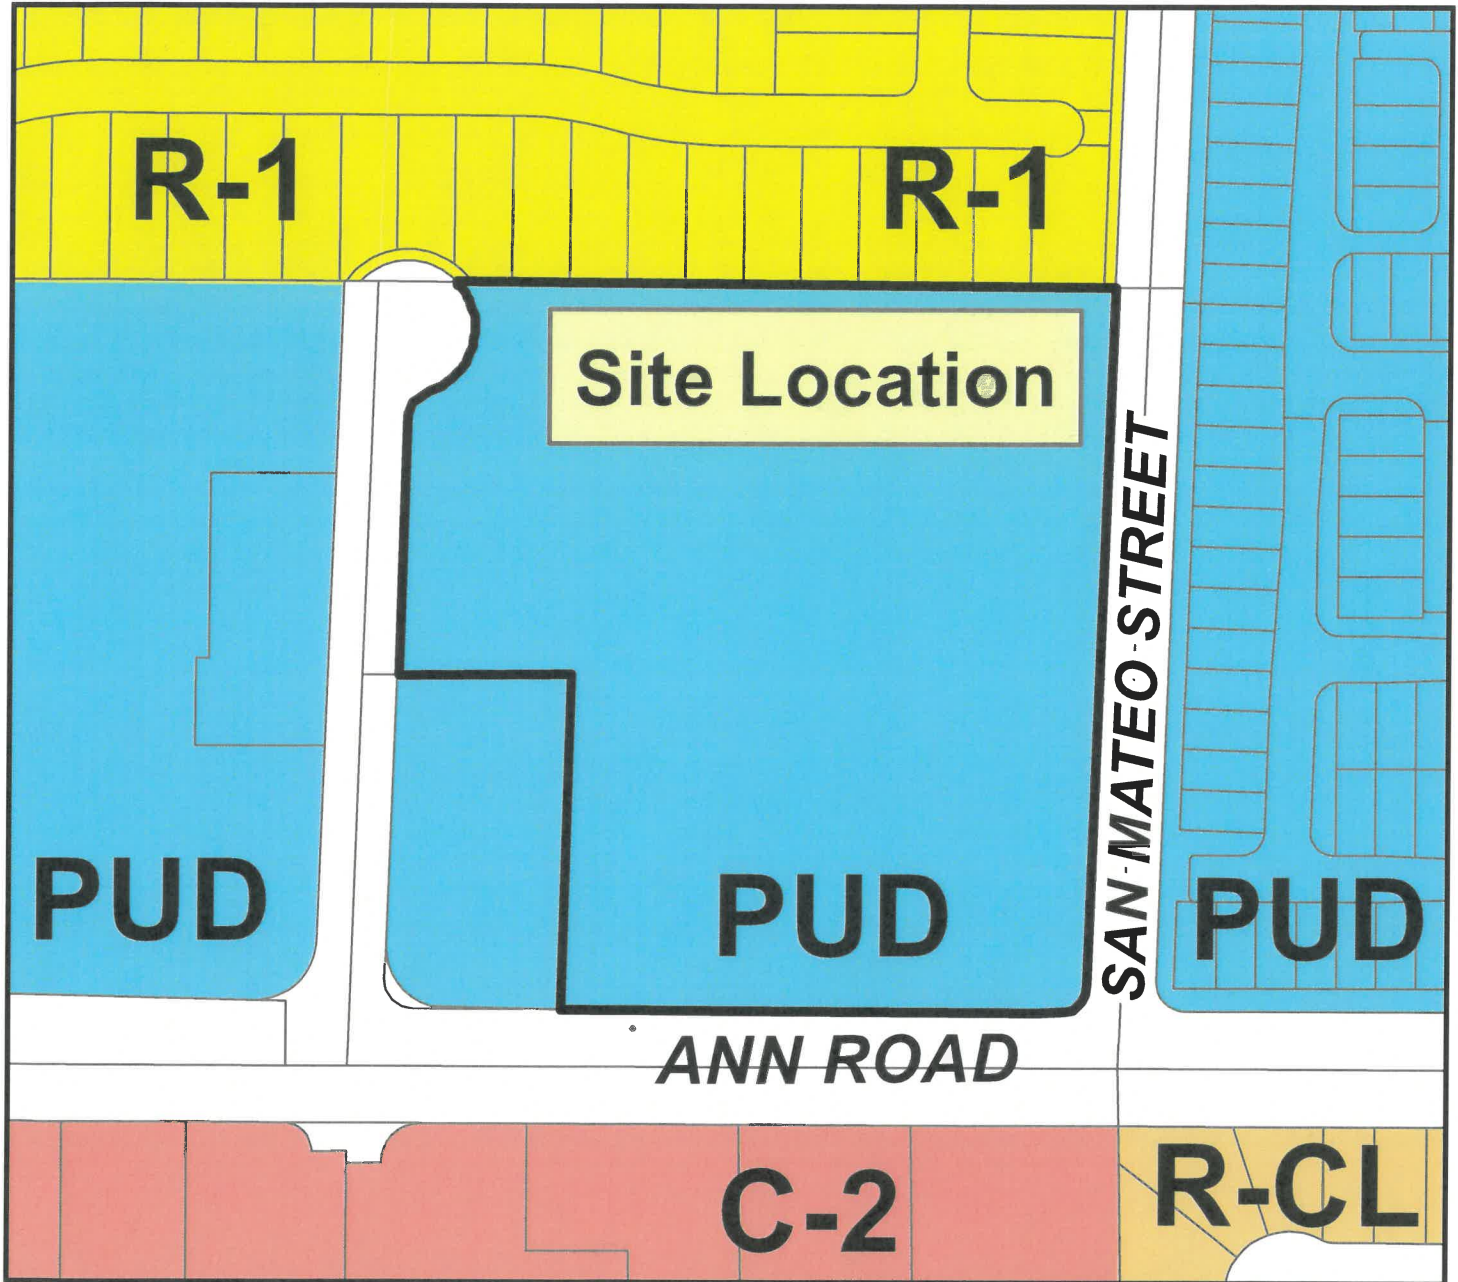 R-1
R-1
Site Location
SAN MATEO STREET
PUD
PUD
PUD
ANN ROAD
C-2
R-CL